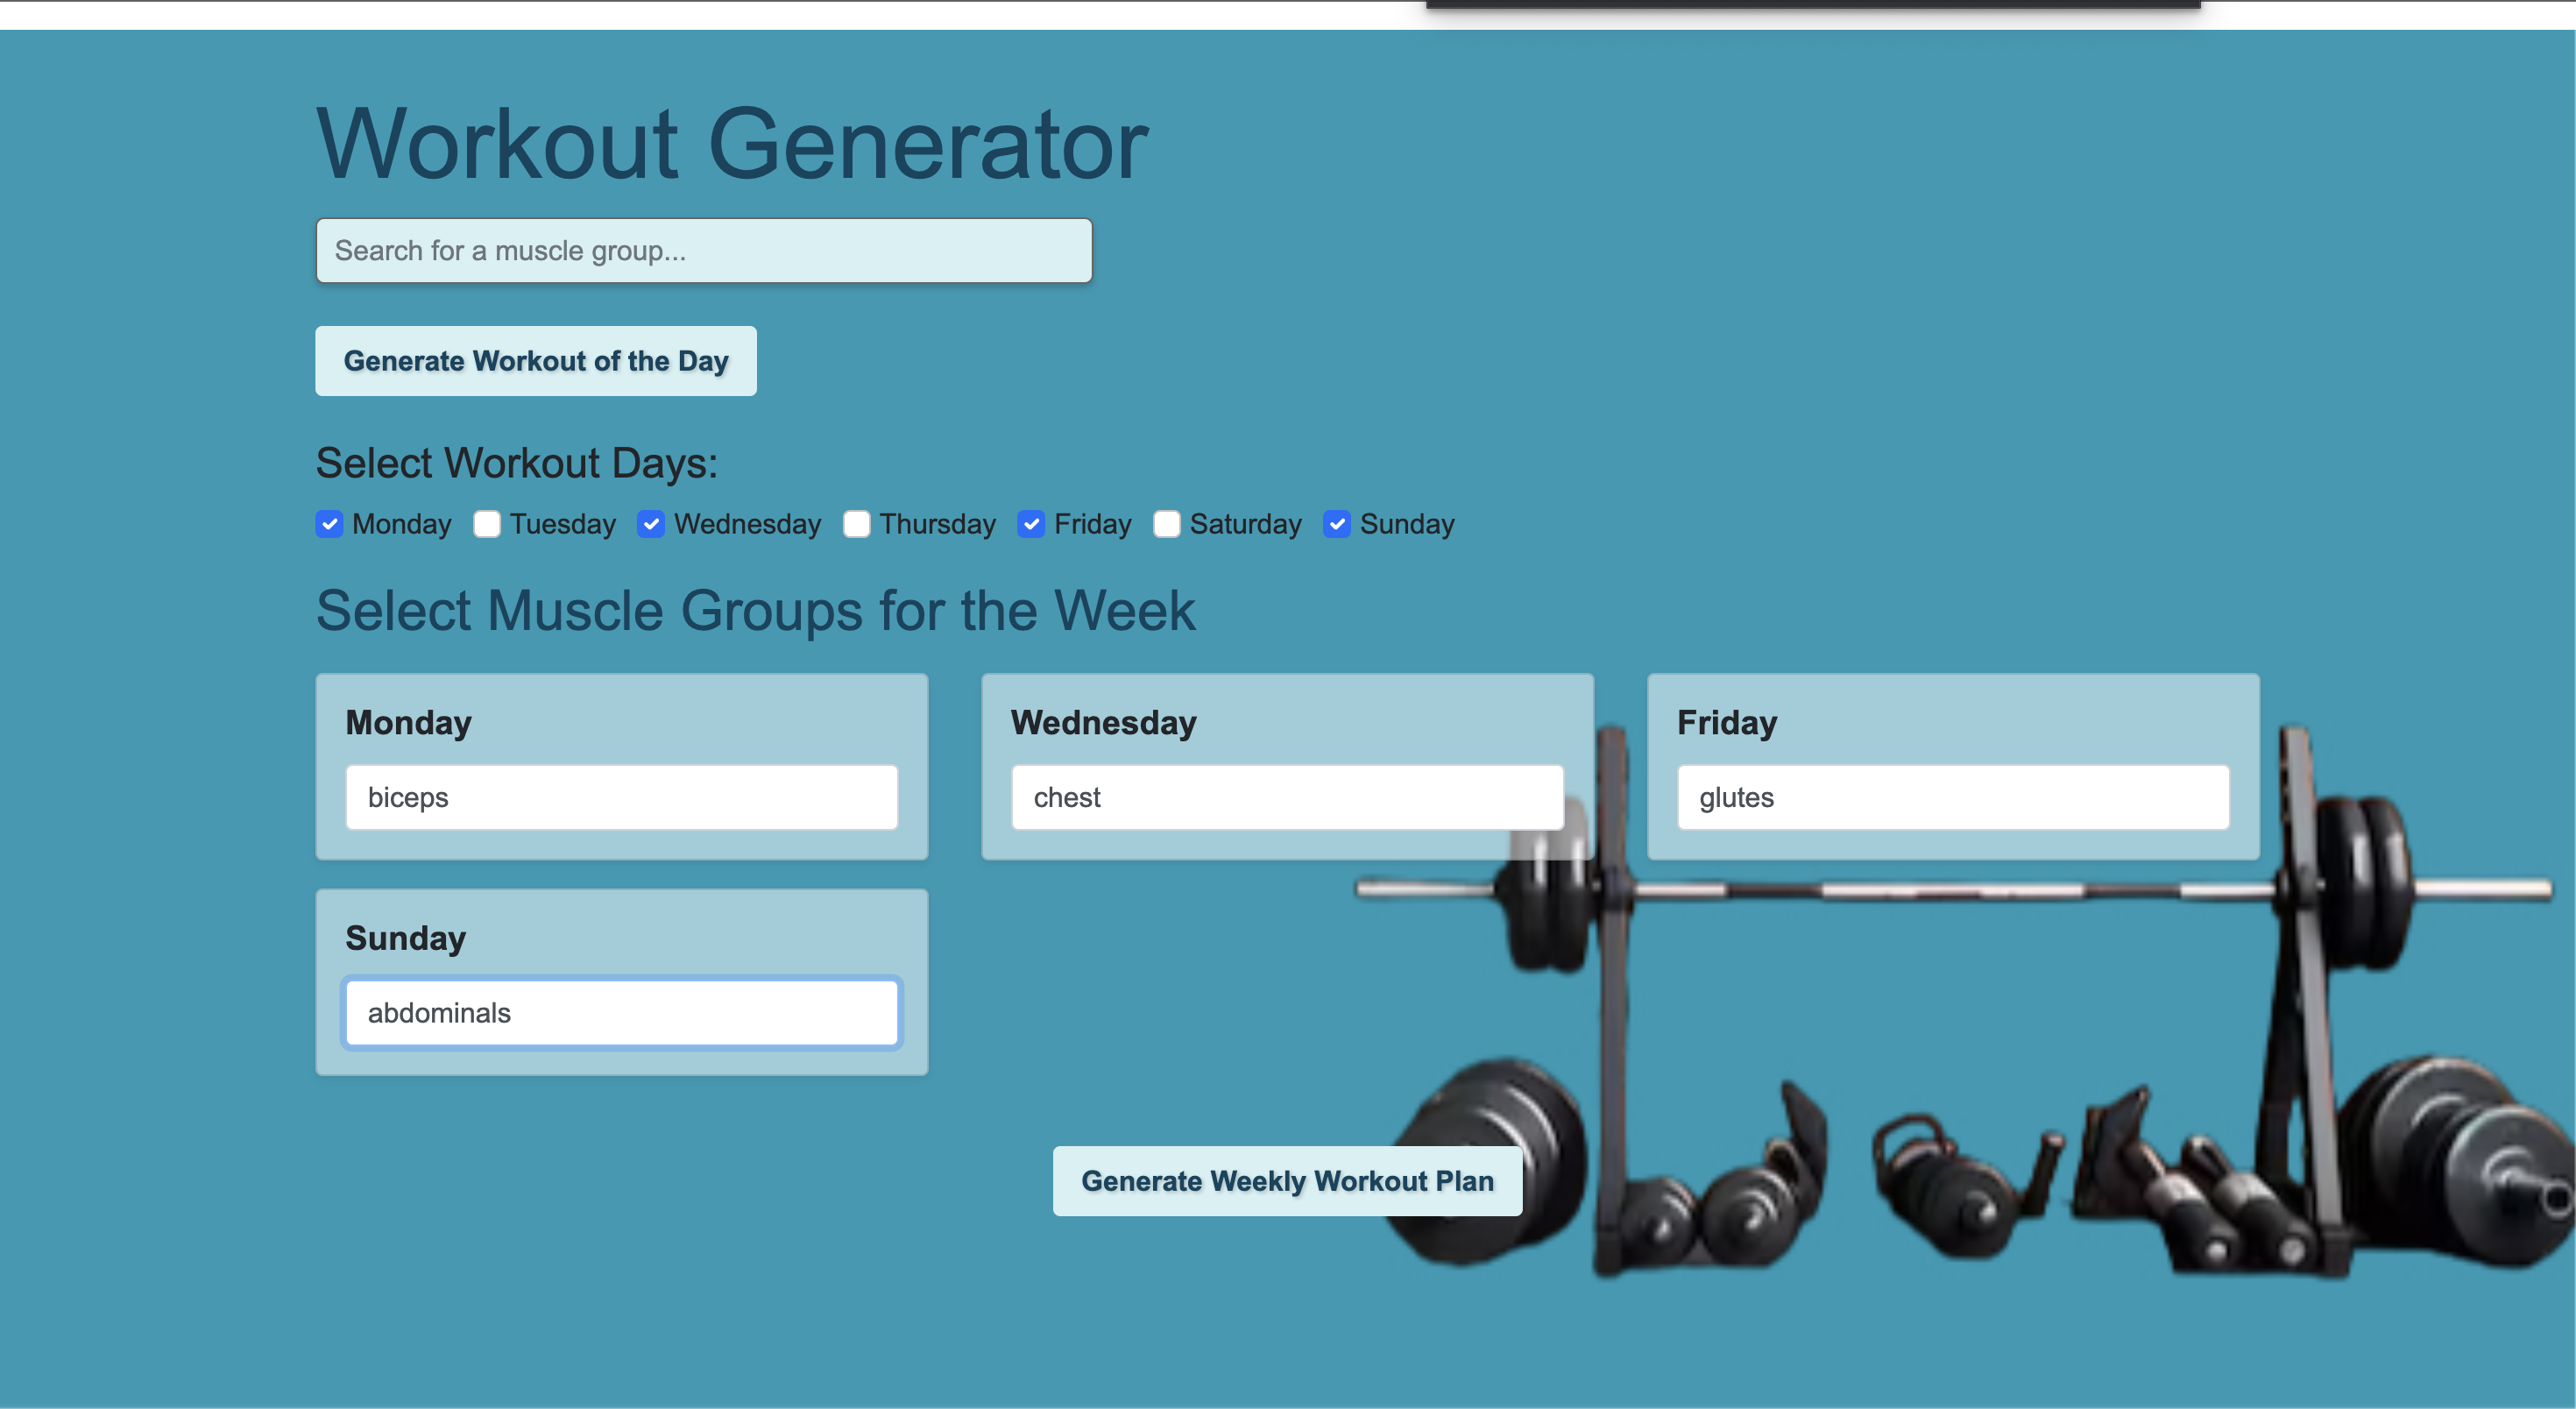 Workout Generator
Search for a muscle group...
Generate Workout of the Day
Select Workout Days:
Monday Tuesday Wednesday Thursday Friday Saturday Sunday
Select Muscle Groups for the Week
Monday Wednesday Friday
biceps chest glutes
Sunday
abdominals
Generate Weekly Workout Plan